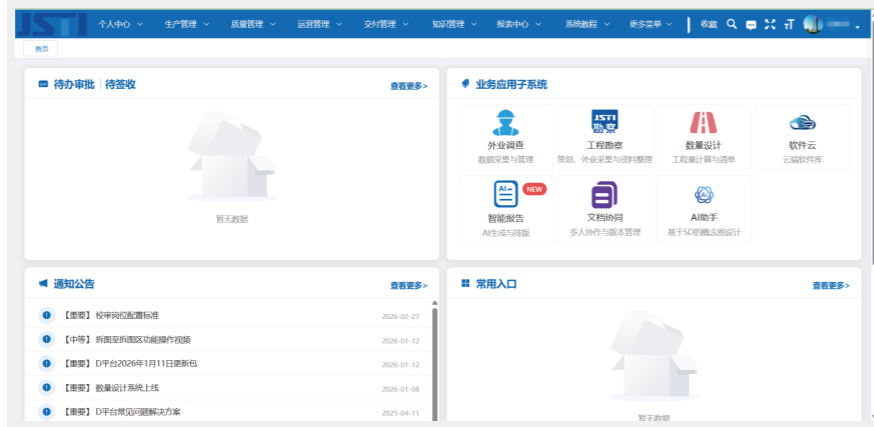 JSTI 个人中心 生产管理 质量管理 运营管理 交付管理 知识管理 报表中心 系统教程 更多菜单 收藏
首页
待办审批 待签收 查看更多>
暂无数据
业务应用子系统
外业调查
数据采集与管理
JSTI 勘察
工程勘察
策划、外业采集与资料整理
数量设计
工程量计算与清单
软件云
云端软件库
AI NEW
智能报告
AI生成与排版
文档协同
多人协作与版本管理
AI
AI助手
基于SD的概念图设计
通知公告 查看更多>
【重要】校审岗位配置标准 2026-02-27
【中等】拆图至拆图区功能操作视频 2026-01-12
【重要】D平台2026年1月11日更新包 2026-01-12
【重要】数量设计系统上线 2026-01-08
【重要】D平台常见问题解决方案 2025-04-11
常用入口 查看更多>
暂无数据